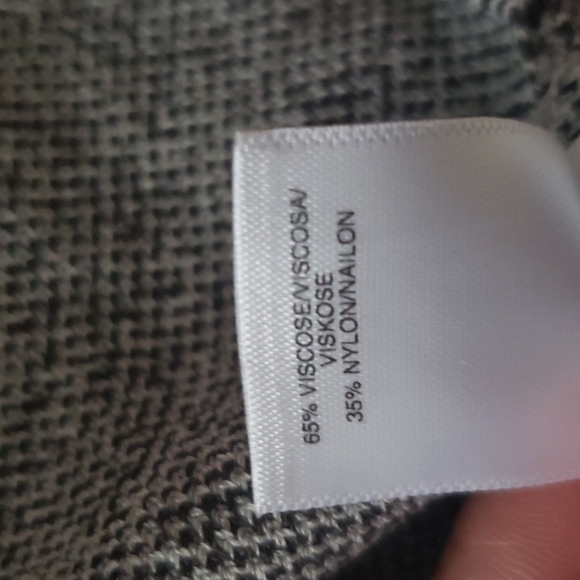 65% VISCOSE/VISCOSA/
VISKOSE
35% NYLON/NAILON